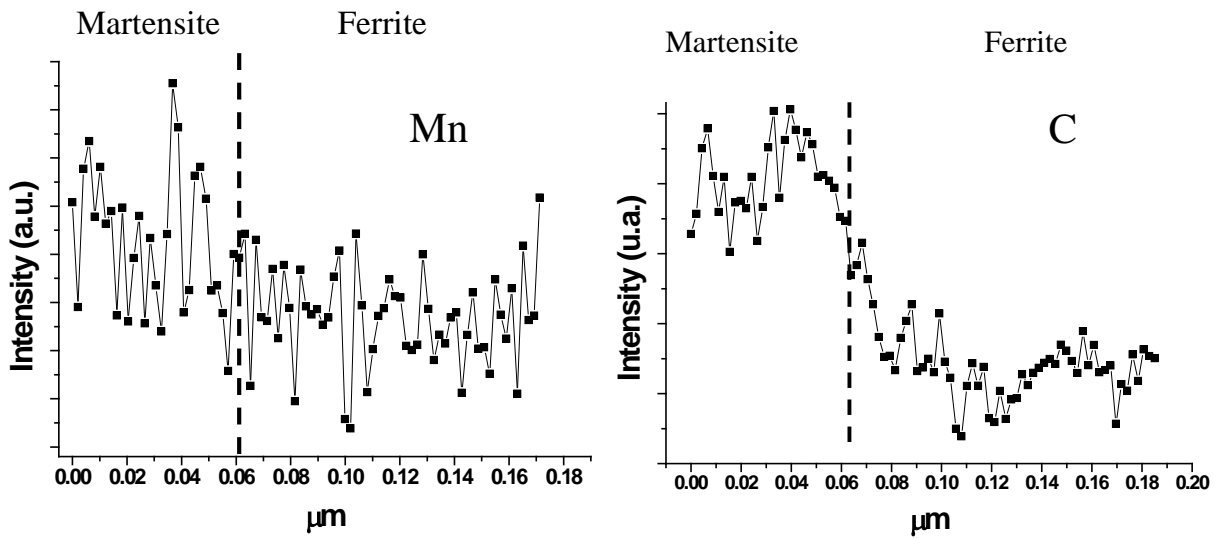 Martensite Ferrite
Mn
Intensity (a.u.)
0.00 0.02 0.04 0.06 0.08 0.10 0.12 0.14 0.16 0.18
μm
Martensite Ferrite
C
Intensity (u.a.)
0.00 0.02 0.04 0.06 0.08 0.10 0.12 0.14 0.16 0.18 0.20
μm